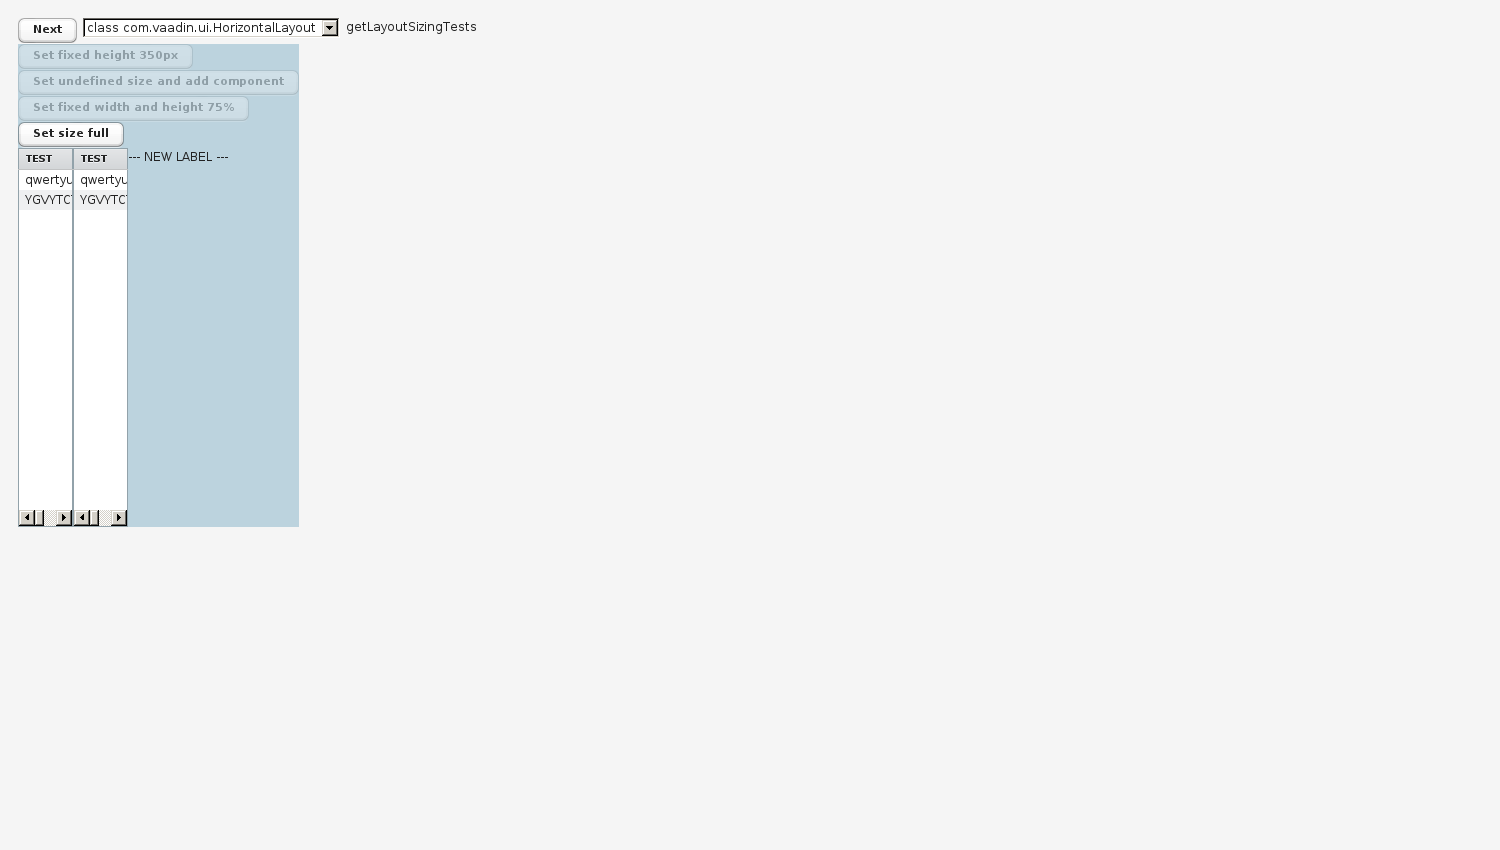 Next class com.vaadin.ui.HorizontalLayout getLayoutSizingTests
Set fixed height 350px
Set undefined size and add component
Set fixed width and height 75%
Set size full
TEST TEST --- NEW LABEL ---
qwertyu qwertyu
YGVYTC YGVYTC